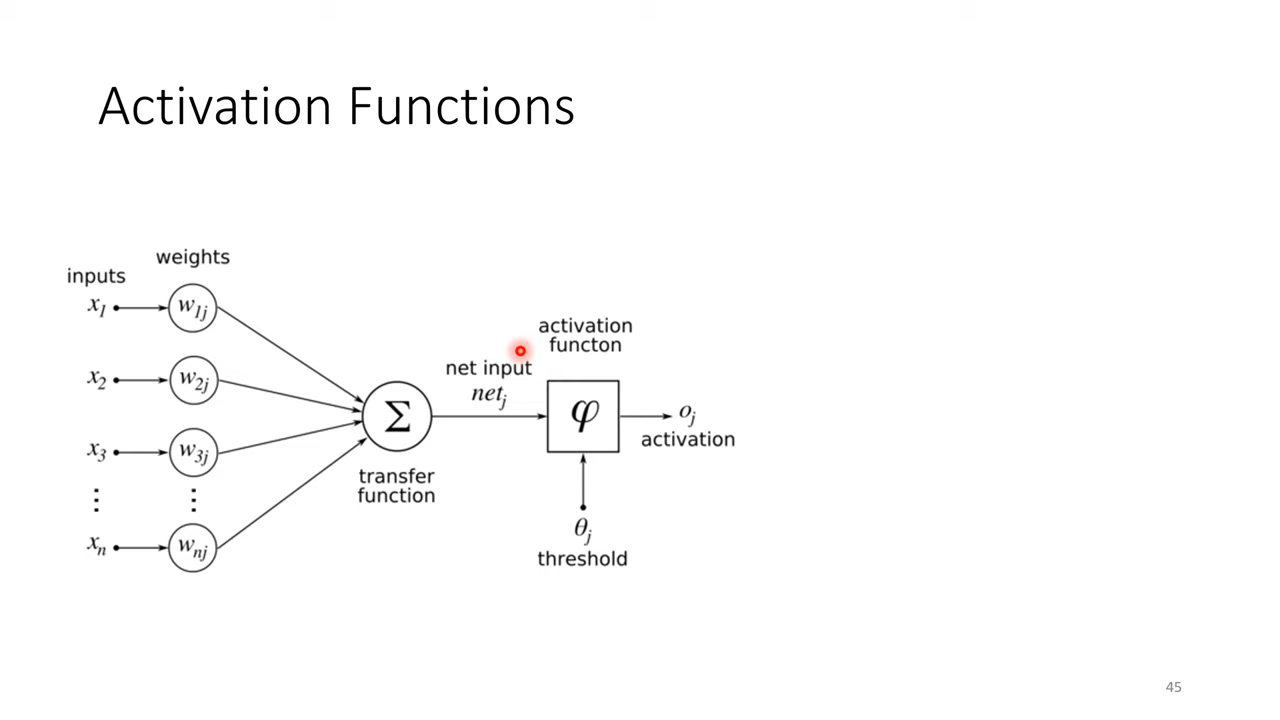 Activation Functions
weights
inputs
x1
w1j
x2
w2j
x3
w3j
⋮ ⋮
xn
wnj
Σ
transfer
function
net input
netj
activation
functon
φ
oj
activation
θj
threshold
45